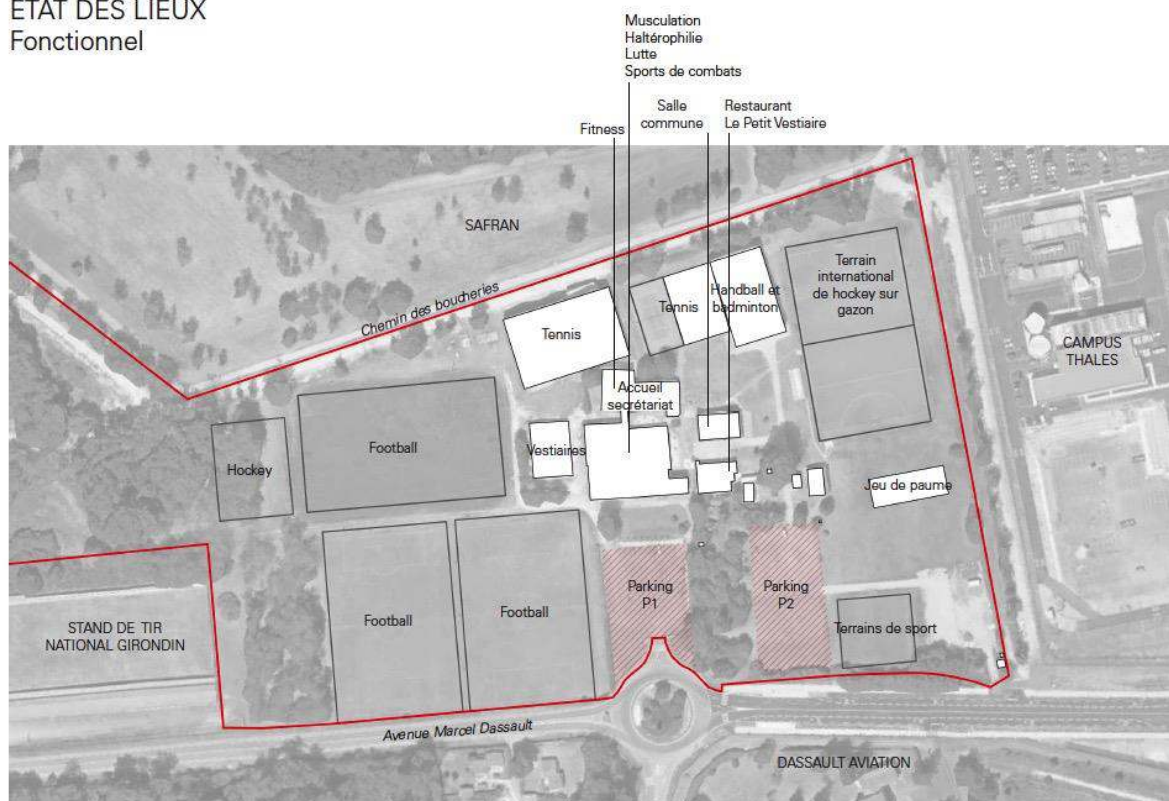 ETAT DES LIEUX
Fonctionnel
Musculation
Haltérophilie
Lutte
Sports de combats
Salle
commune
Restaurant
Le Petit Vestiaire
Fitness
SAFRAN
Chemin des boucheries
Tennis
Tennis
Handball et
badminton
Terrain
international
de hockey sur
gazon
CAMPUS
THALES
Accueil
secrétariat
Hockey
Football
Vestiaires
Jeu de paume
Parking
P1
Parking
P2
Football
Football
Terrains de sport
STAND DE TIR
NATIONAL GIRONDIN
Avenue Marcel Dassault
DASSAULT AVIATION